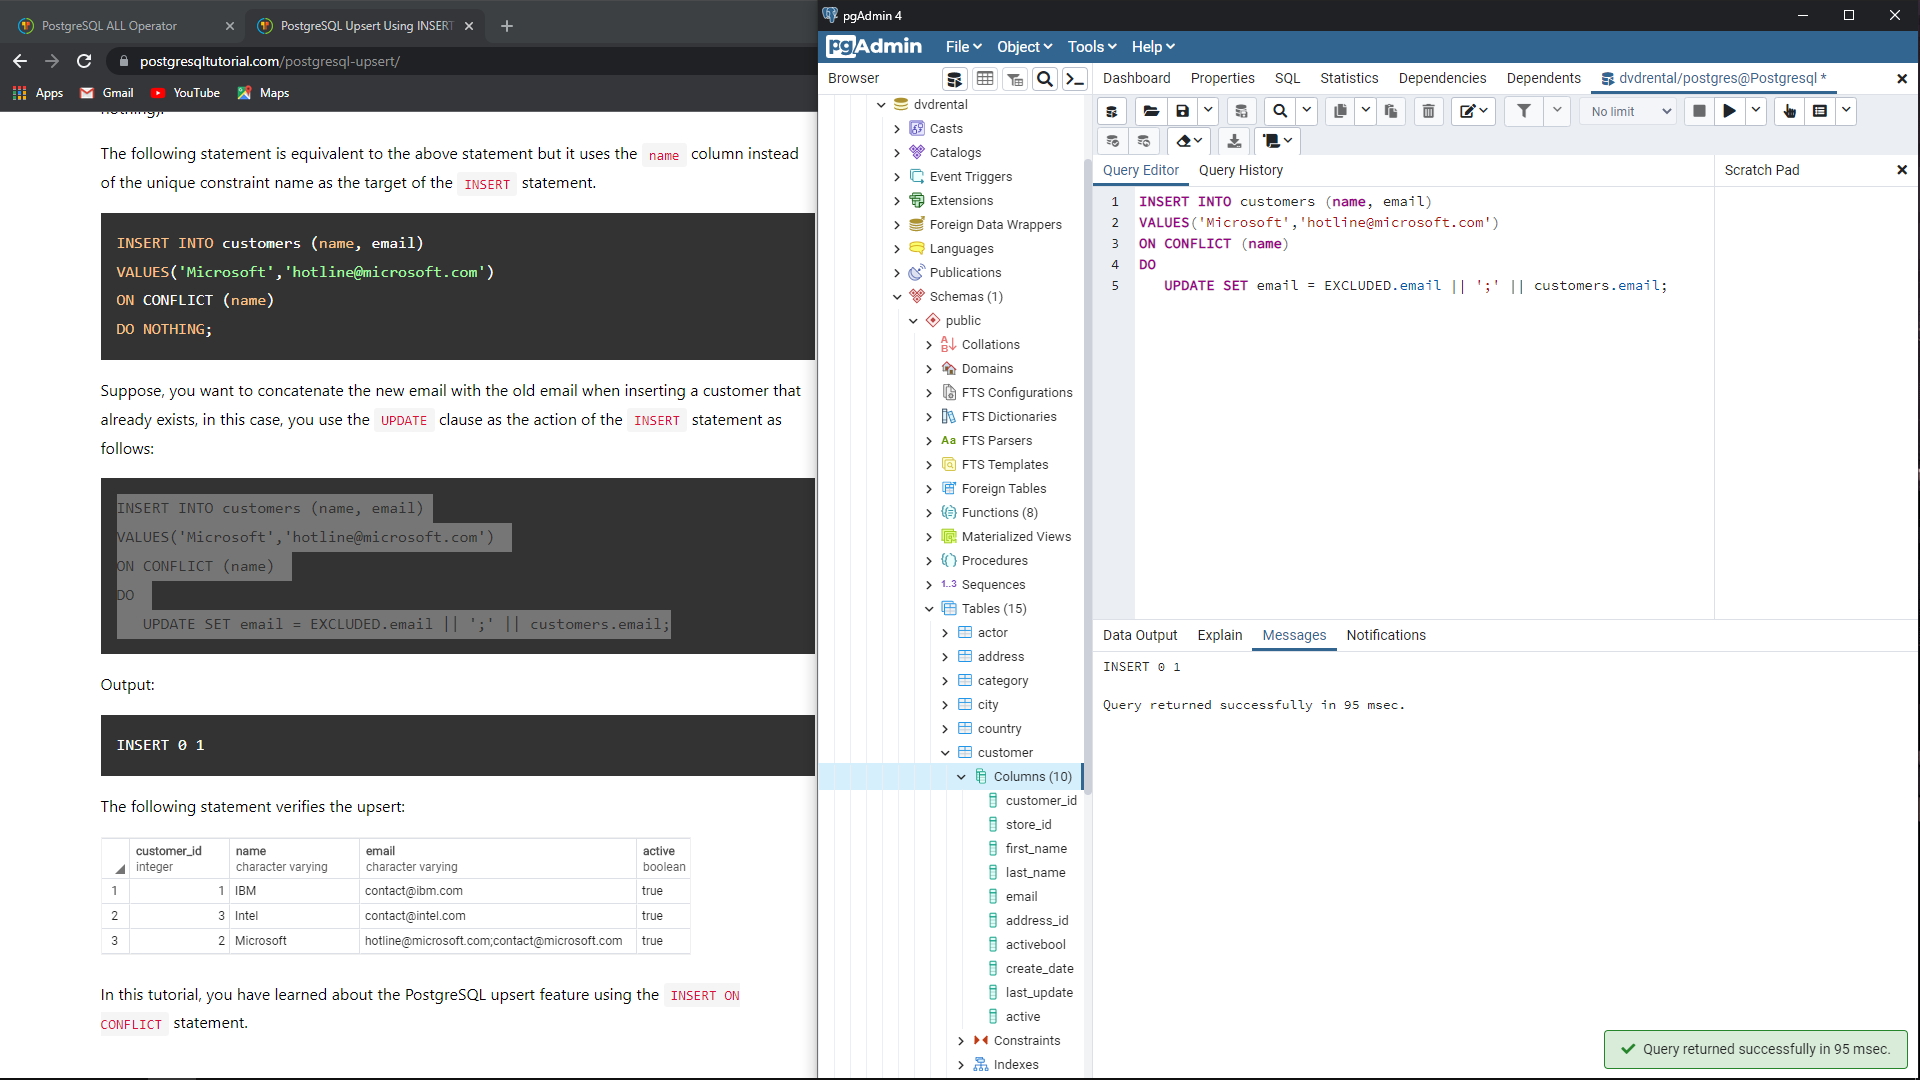 PostgreSQL ALL Operator
PostgreSQL Upsert Using INSERT
postgresqltutorial.com/postgresql-upsert/
Apps
Gmail
YouTube
Maps
nothing).
The following statement is equivalent to the above statement but it uses the name column instead
of the unique constraint name as the target of the INSERT statement.
INSERT INTO customers (name, email)
VALUES('Microsoft','hotline@microsoft.com')
ON CONFLICT (name)
DO NOTHING;
Suppose, you want to concatenate the new email with the old email when inserting a customer that
already exists, in this case, you use the UPDATE clause as the action of the INSERT statement as
follows:
INSERT INTO customers (name, email)
VALUES('Microsoft','hotline@microsoft.com')
ON CONFLICT (name)
DO
UPDATE SET email = EXCLUDED.email || ';' || customers.email;
Output:
INSERT 0 1
The following statement verifies the upsert:
customer_id name email active
integer character varying character varying boolean
1 1 IBM contact@ibm.com true
2 3 Intel contact@intel.com true
3 2 Microsoft hotline@microsoft.com;contact@microsoft.com true
In this tutorial, you have learned about the PostgreSQL upsert feature using the INSERT ON
CONFLICT statement.
pgAdmin 4
pgAdmin File Object Tools Help
Browser
dvdrental
Casts
Catalogs
Event Triggers
Extensions
Foreign Data Wrappers
Languages
Publications
Schemas (1)
public
Collations
Domains
FTS Configurations
FTS Dictionaries
Aa FTS Parsers
FTS Templates
Foreign Tables
Functions (8)
Materialized Views
Procedures
1..3 Sequences
Tables (15)
actor
address
category
city
country
customer
Columns (10)
customer_id
store_id
first_name
last_name
email
address_id
activebool
create_date
last_update
active
Constraints
Indexes
Dashboard Properties SQL Statistics Dependencies Dependents dvdrental/postgres@Postgresql *
No limit
Query Editor Query History
Scratch Pad
1 INSERT INTO customers (name, email)
2 VALUES('Microsoft','hotline@microsoft.com')
3 ON CONFLICT (name)
4 DO
5 UPDATE SET email = EXCLUDED.email || ';' || customers.email;
Data Output Explain Messages Notifications
INSERT 0 1
Query returned successfully in 95 msec.
Query returned successfully in 95 msec.